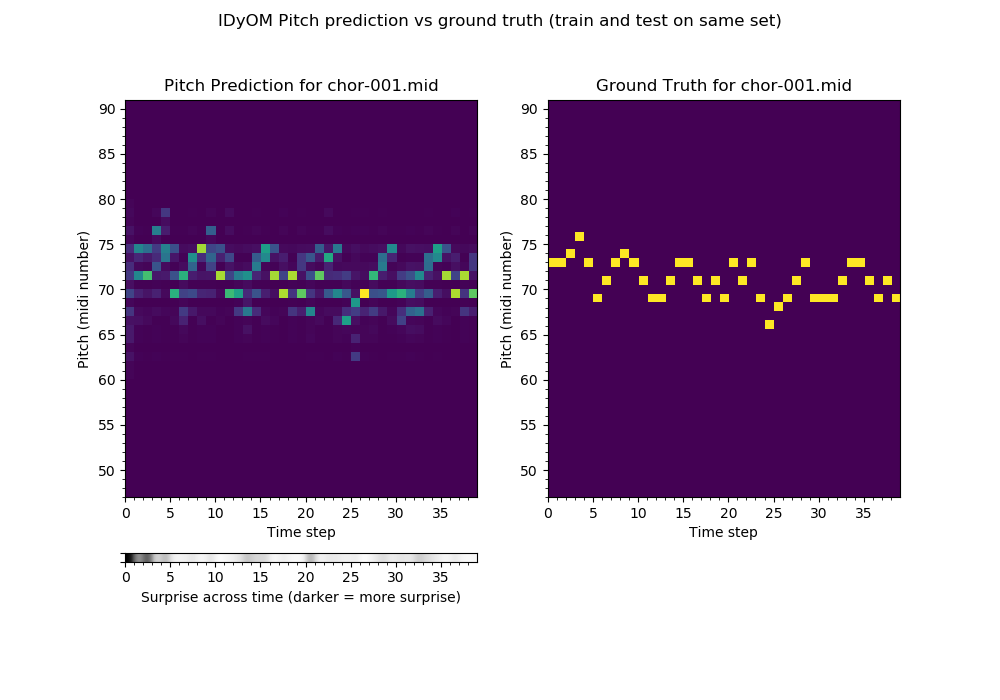 IDyOM Pitch prediction vs ground truth (train and test on same set)
Pitch Prediction for chor-001.mid
90
85
80
75
70
65
60
55
50
Pitch (midi number)
0 5 10 15 20 25 30 35
Time step
0 5 10 15 20 25 30 35
Surprise across time (darker = more surprise)
Ground Truth for chor-001.mid
90
85
80
75
70
65
60
55
50
Pitch (midi number)
0 5 10 15 20 25 30 35
Time step